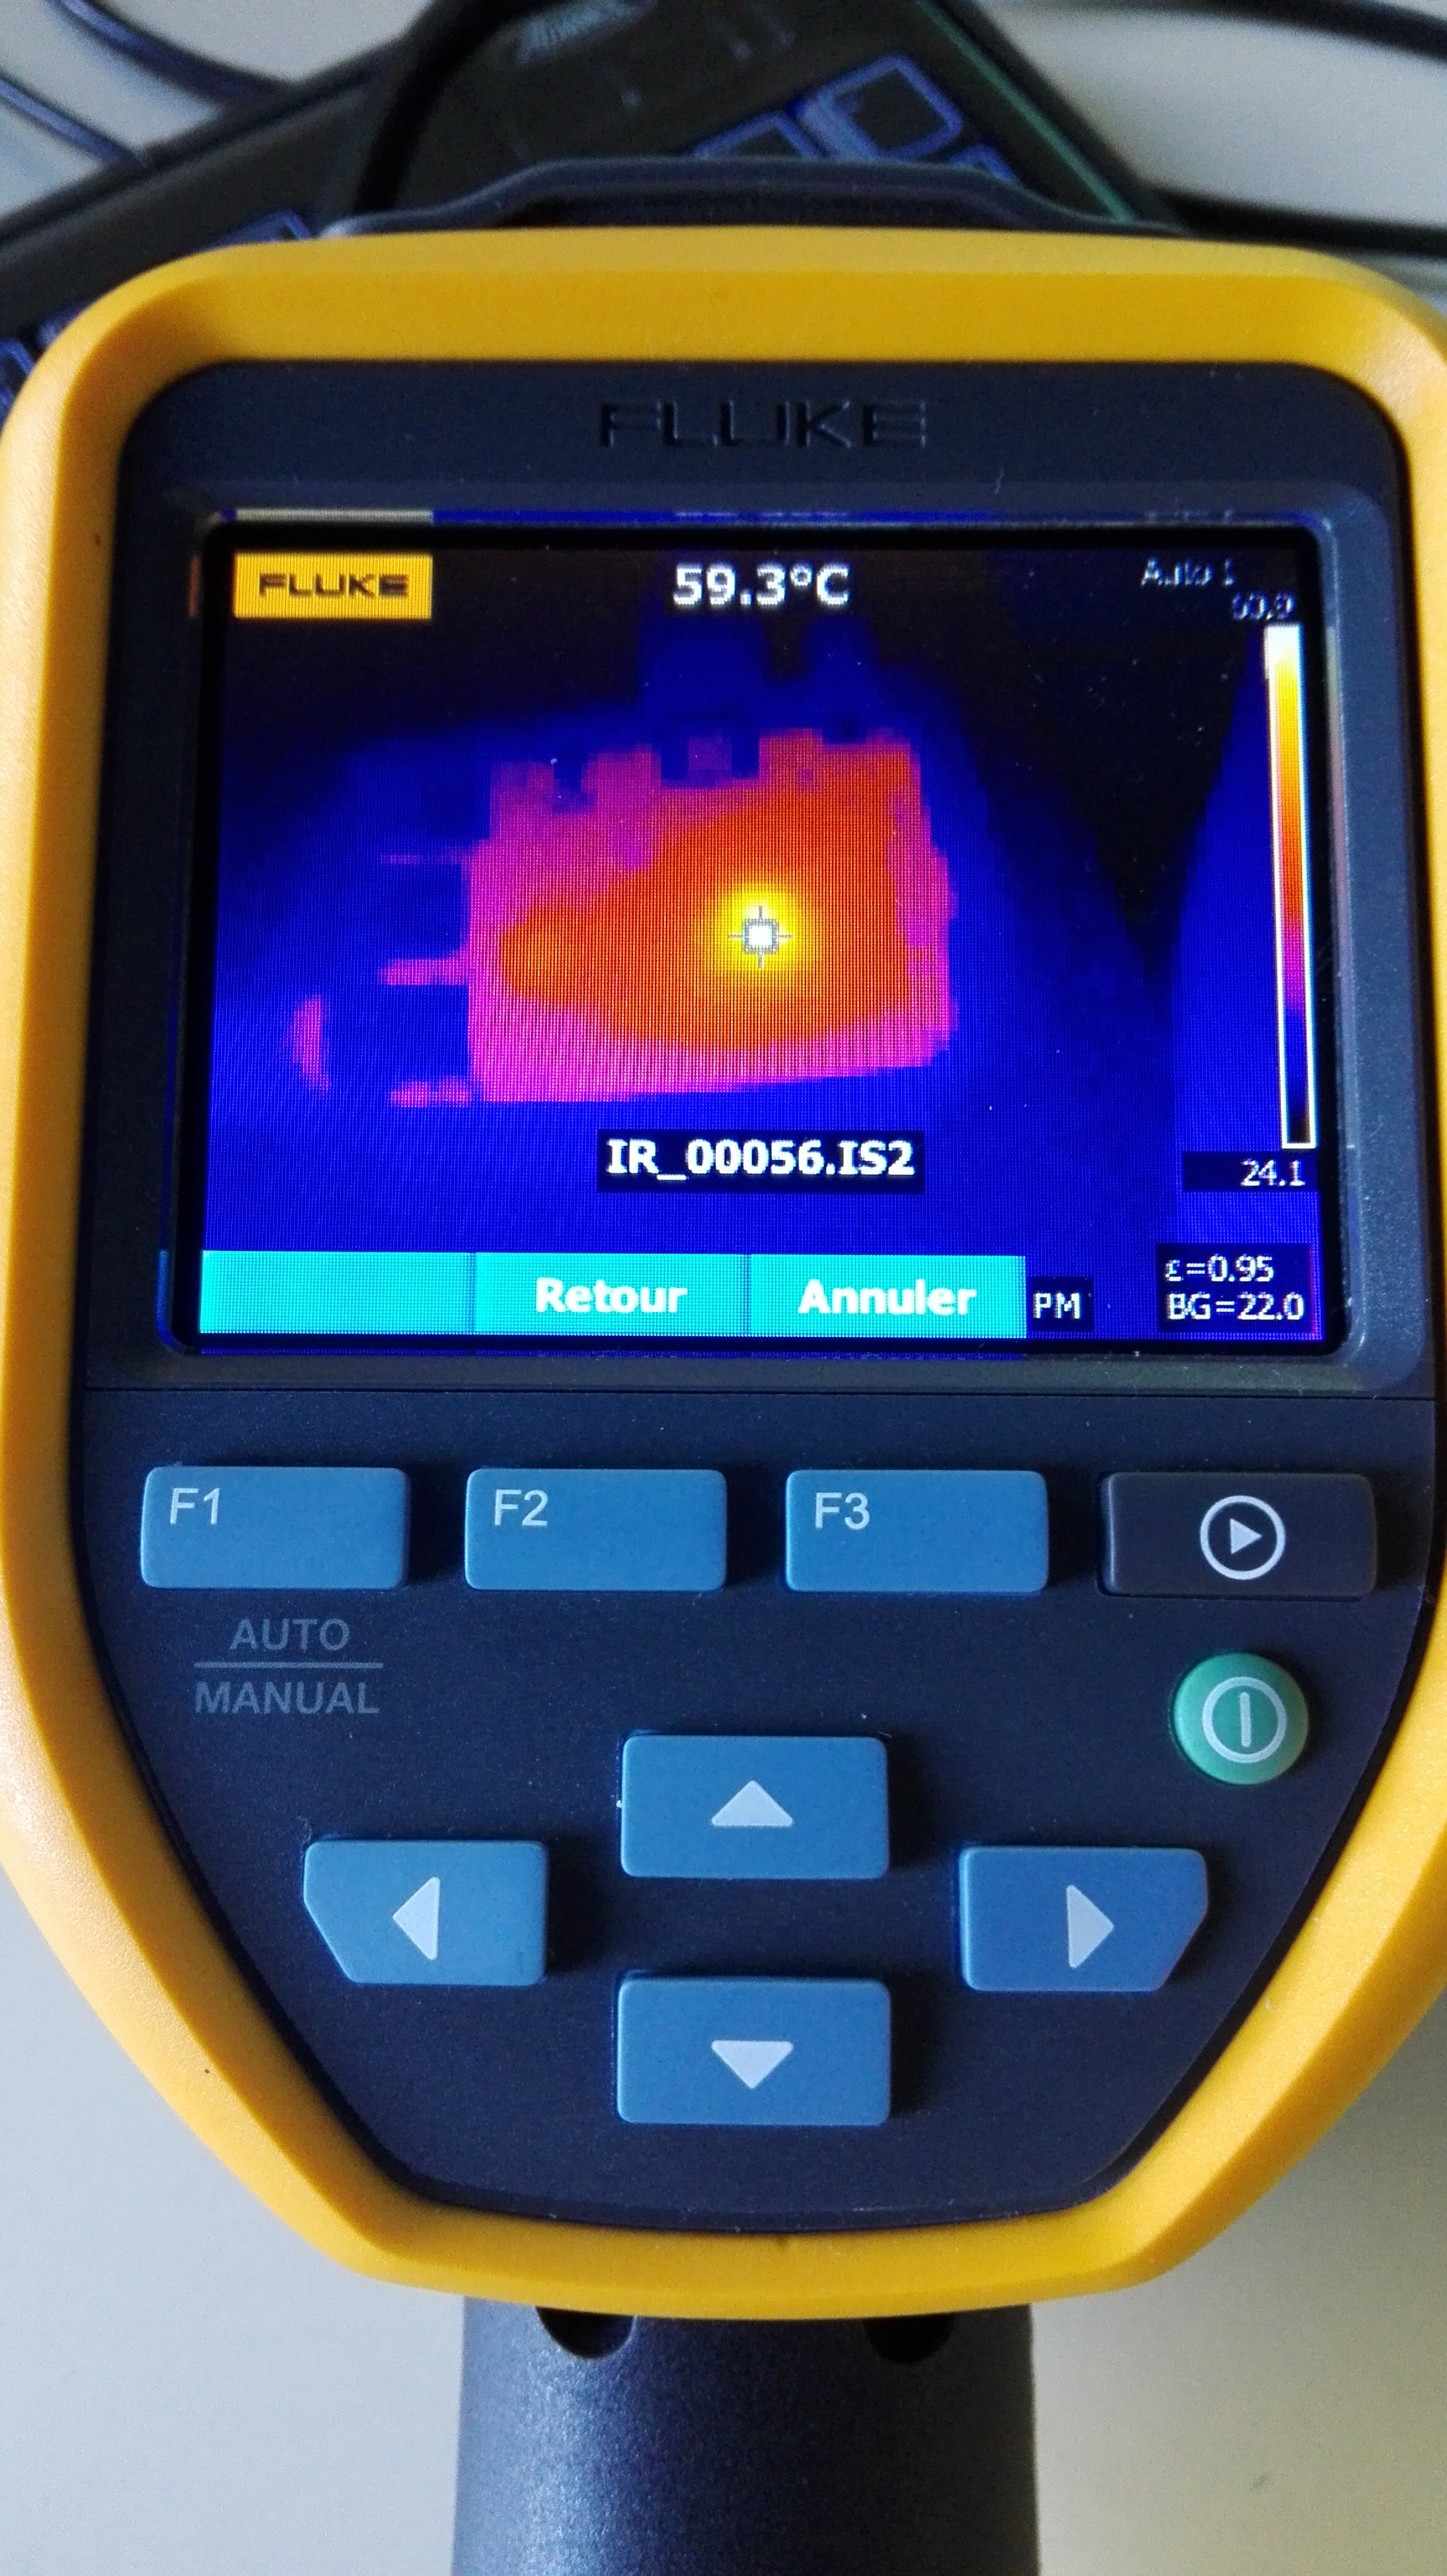 FLUKE
FLUKE
59.3°C
Auto
IR_00056.IS2
24.1
Retour
Annuler
PM
ε=0.95
BG=22.0
F1
F2
F3
AUTO
MANUAL